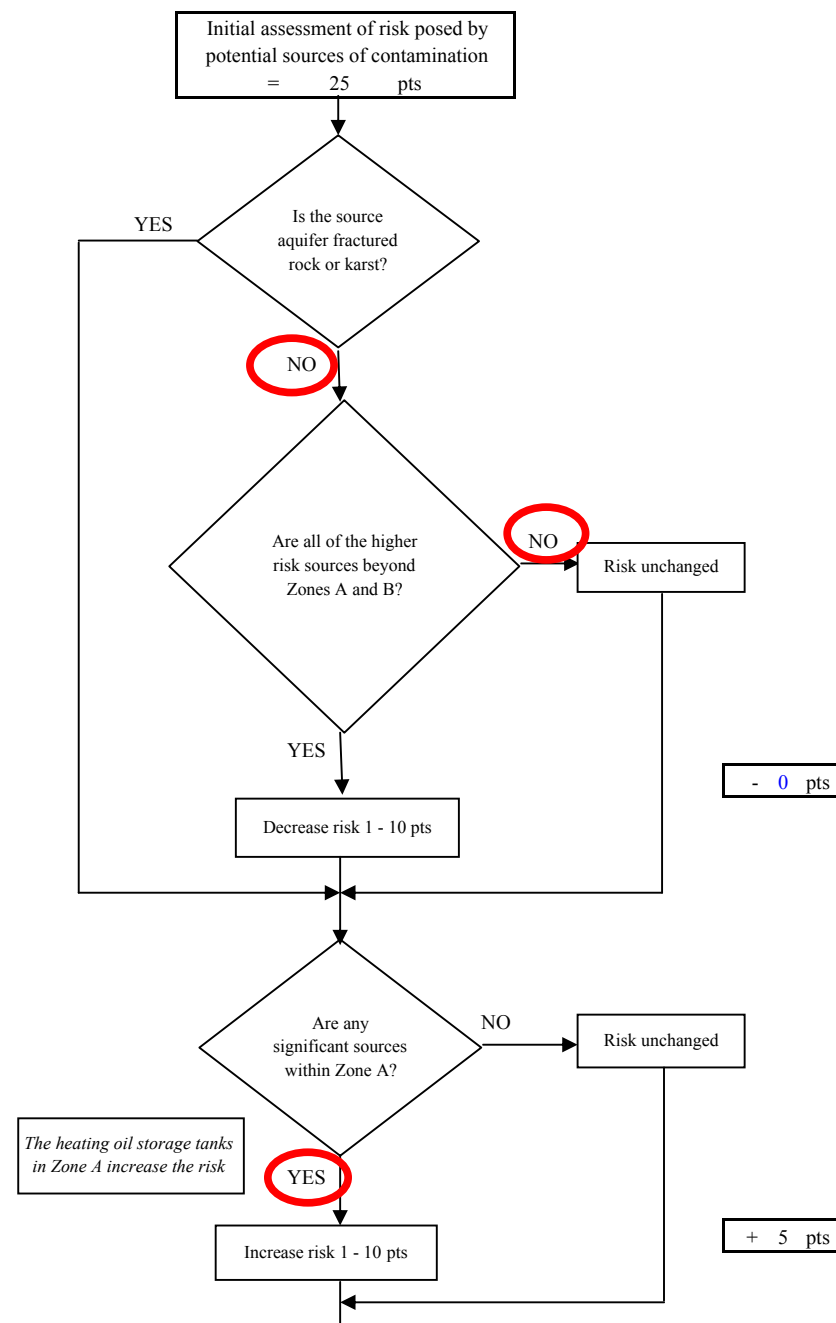 Initial assessment of risk posed by
potential sources of contamination
= 25 pts
YES
Is the source
aquifer fractured
rock or karst?
NO
Are all of the higher
risk sources beyond
Zones A and B?
NO
Risk unchanged
YES
- 0 pts
Decrease risk 1 - 10 pts
Are any
significant sources
within Zone A?
NO
Risk unchanged
The heating oil storage tanks
in Zone A increase the risk
YES
Increase risk 1 - 10 pts
+ 5 pts